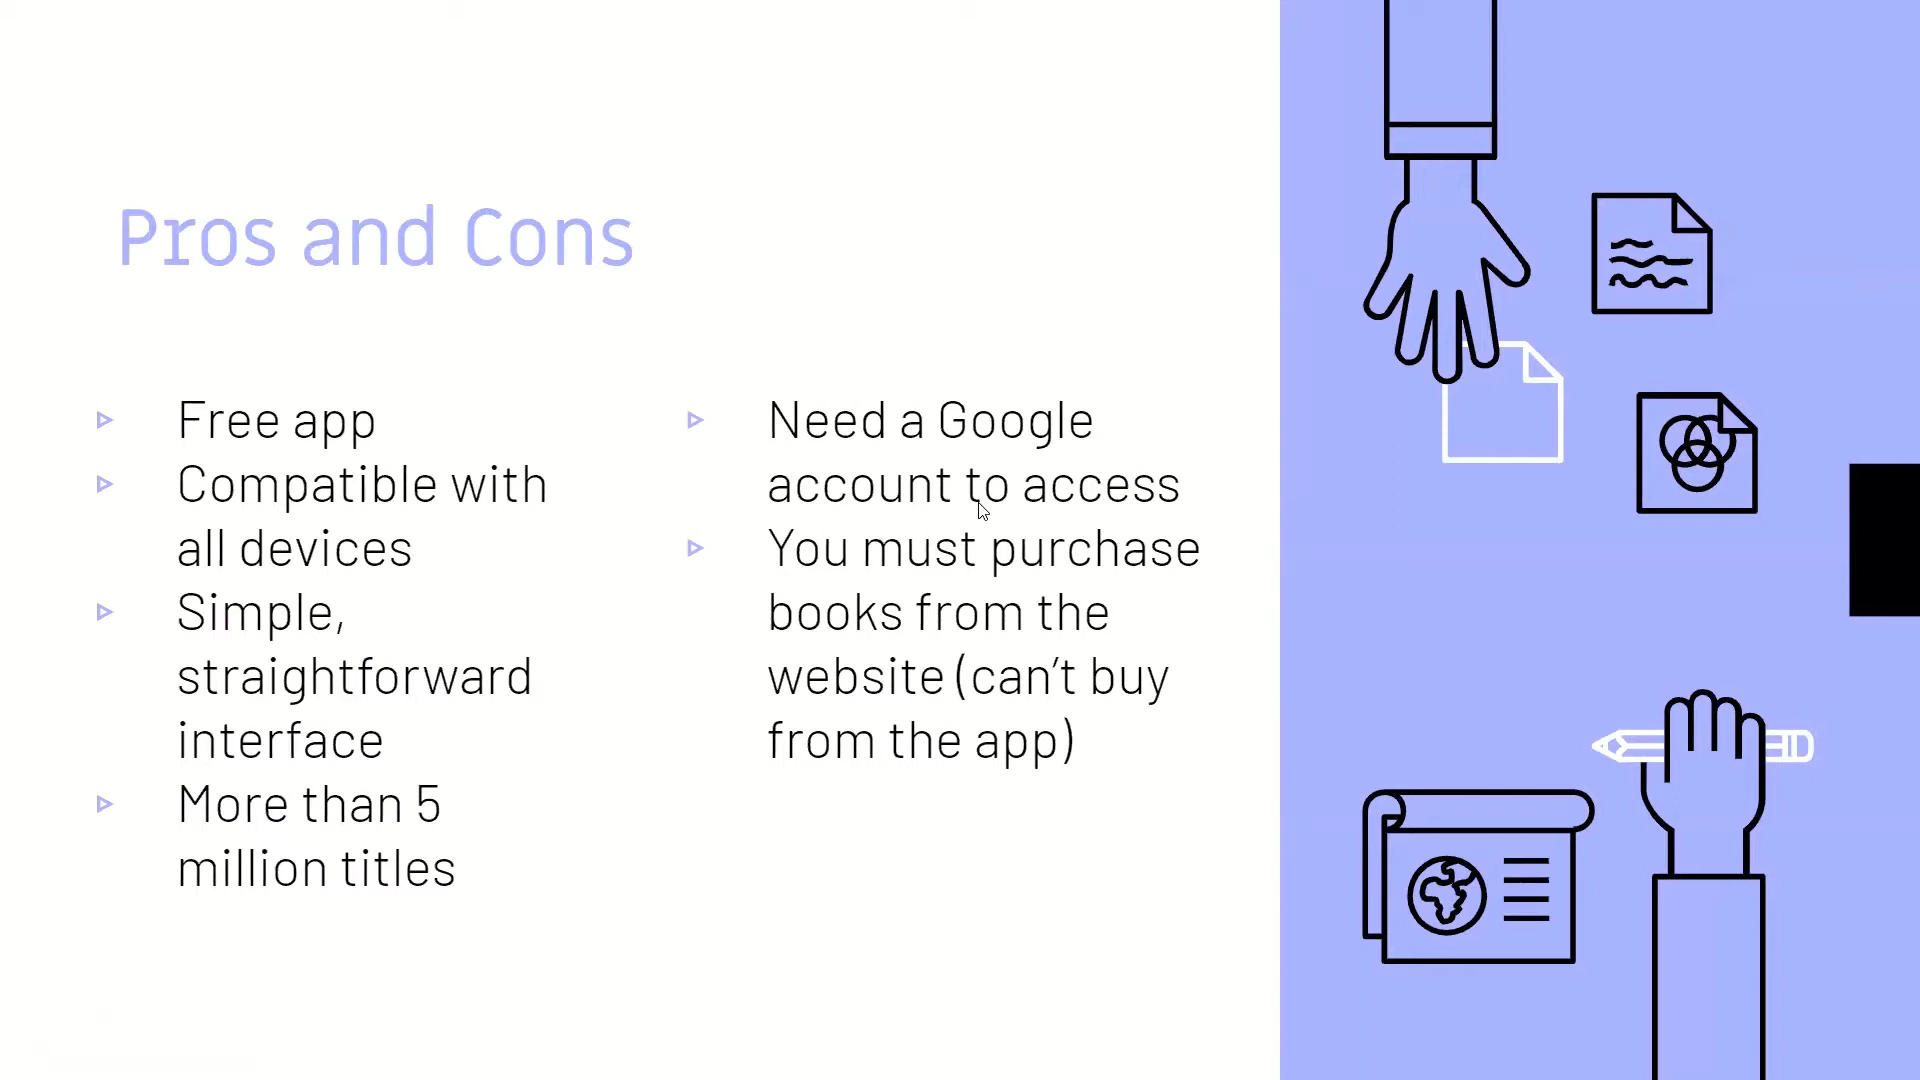 Pros and Cons
Free app
Compatible with
all devices
Simple,
straightforward
interface
More than 5
million titles
Need a Google
account to access
You must purchase
books from the
website (can't buy
from the app)